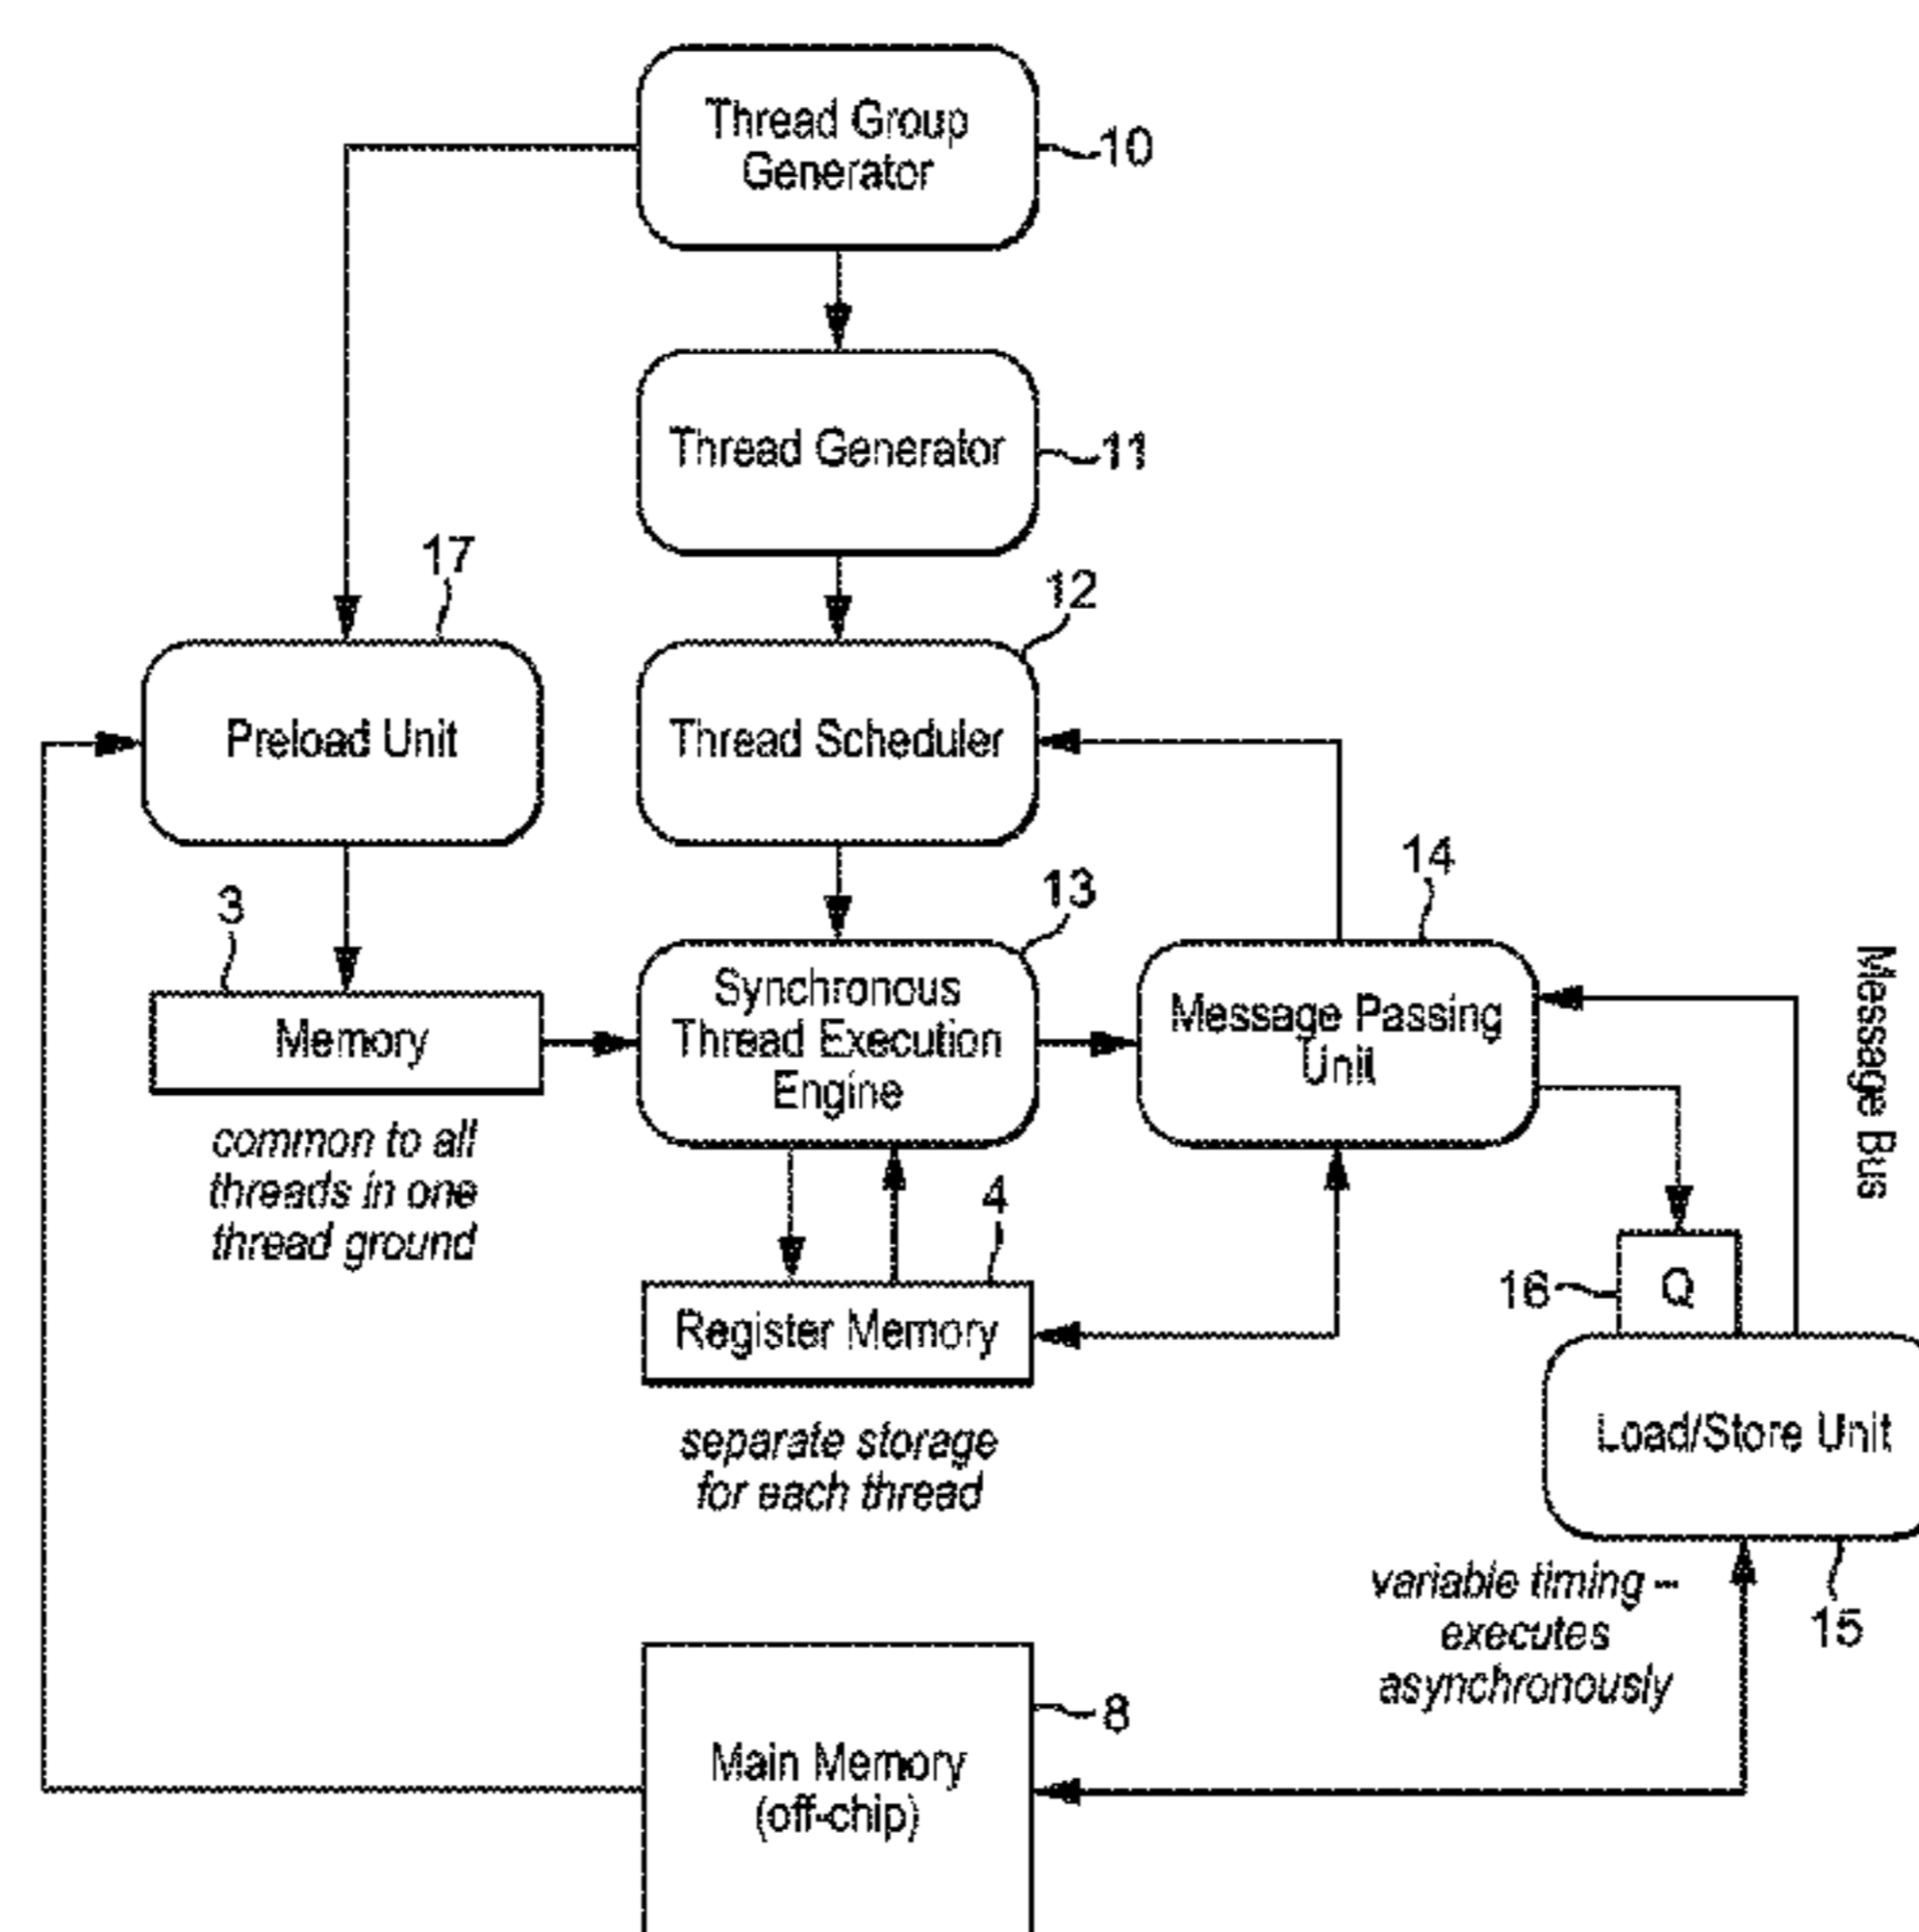 Thread Group
Generator
10
Thread Generator
11
17
12
Preload Unit
Thread Scheduler
14
3
13
Memory
Synchronous
Thread Execution
Engine
Message Passing
Unit
Message Bus
common to all
threads in one
thread ground
4
16
Q
Register Memory
separate storage
for each thread
Load/Store Unit
variable timing –
executes
asynchronously
15
8
Main Memory
(off-chip)